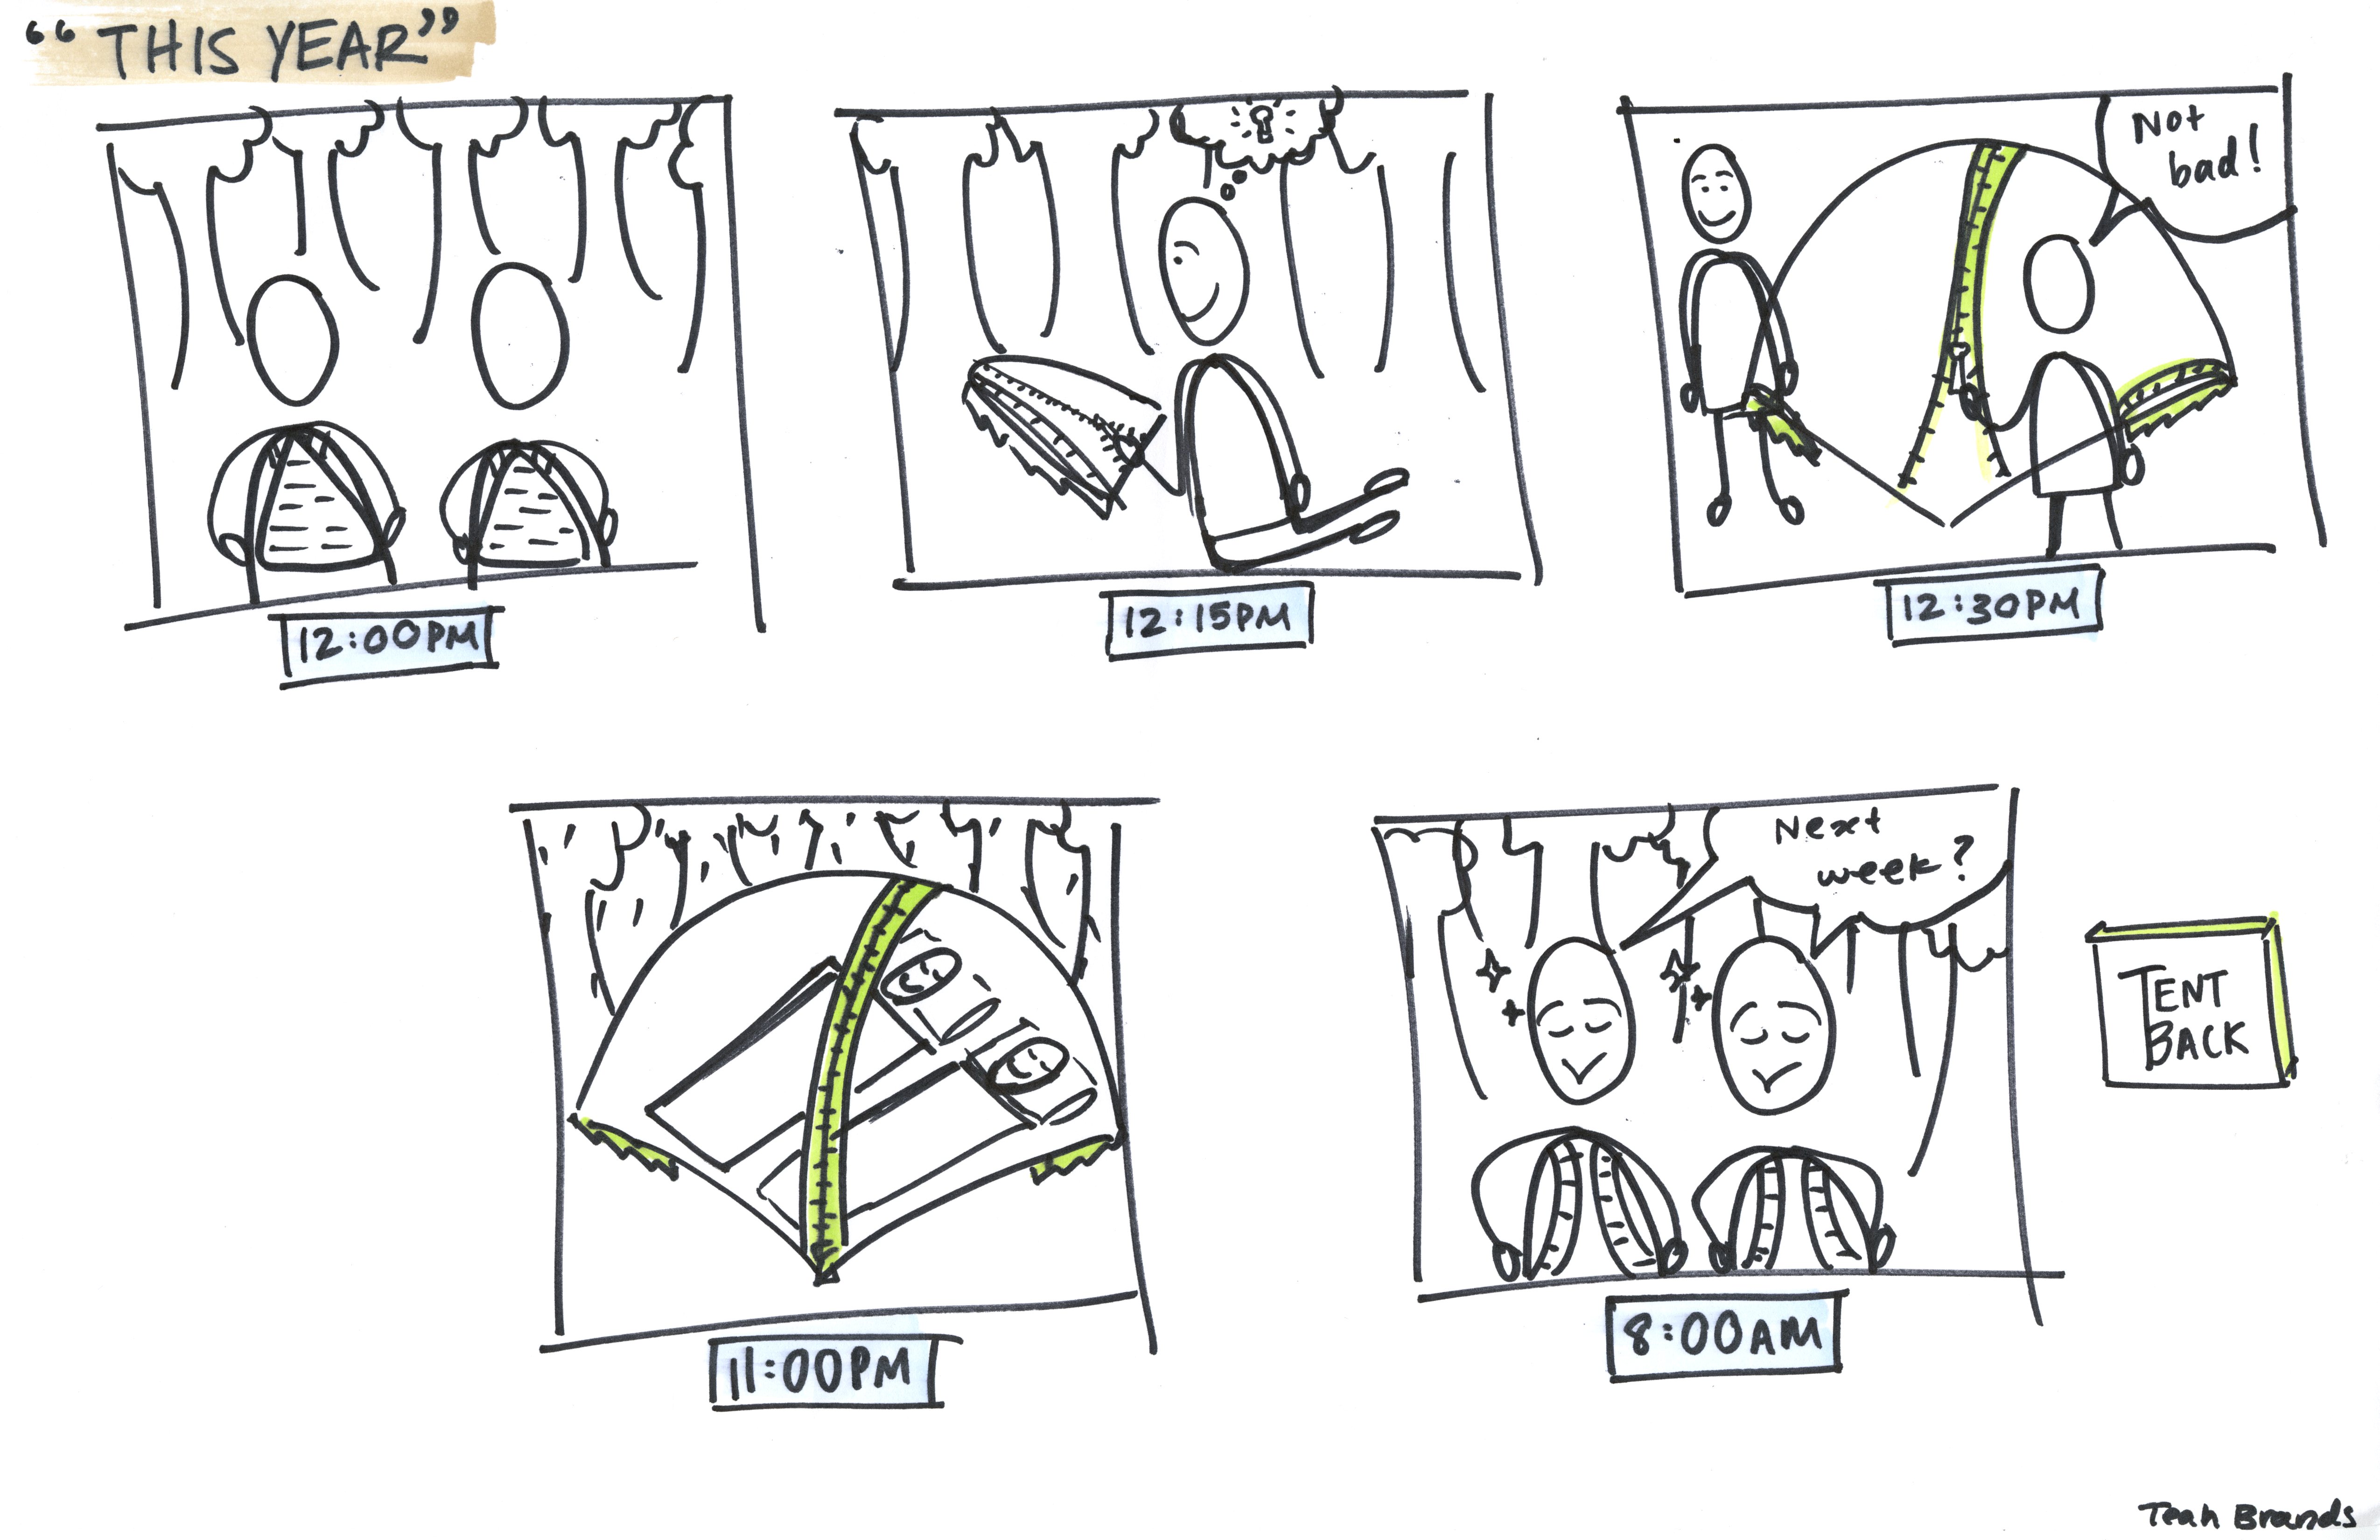 “THIS YEAR”
Not
bad!
12:00PM
12:15PM
12:30PM
Next
week?
TENT
BACK
11:00PM
8:00AM
Teah Brands